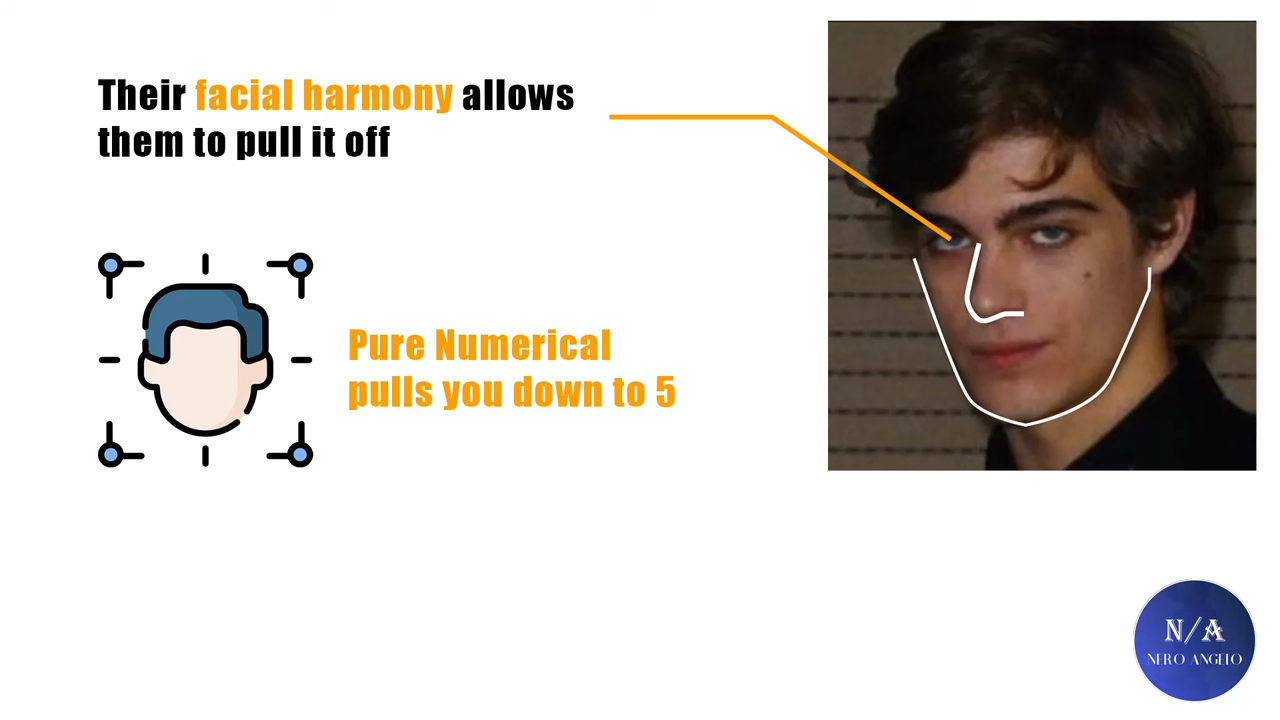 Their facial harmony allows
them to pull it off
Pure Numerical
pulls you down to 5
N/A
NERO ANGELO